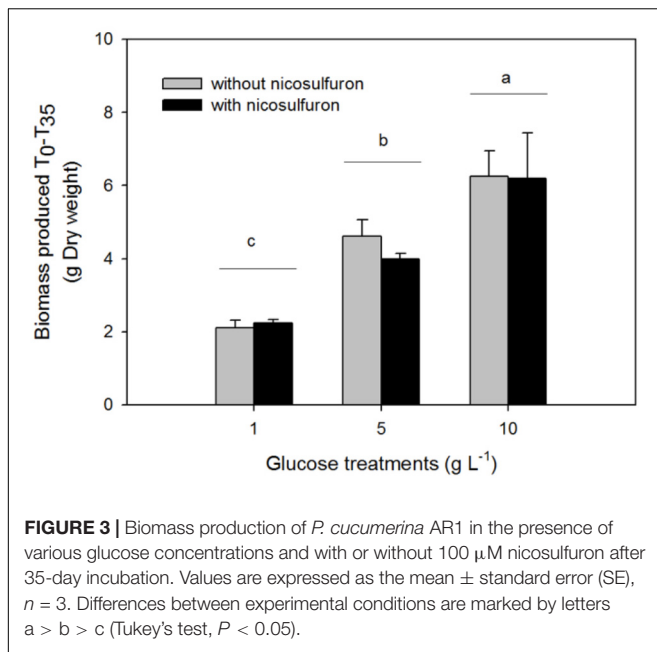 10
8
6
4
2
0
Biomass produced T0-T35
(g Dry weight)
without nicosulfuron
with nicosulfuron
a
b
c
1 5 10
Glucose treatments (g L-1)
FIGURE 3 | Biomass production of P. cucumerina AR1 in the presence of
various glucose concentrations and with or without 100 μM nicosulfuron after
35-day incubation. Values are expressed as the mean ± standard error (SE),
n = 3. Differences between experimental conditions are marked by letters
a > b > c (Tukey's test, P < 0.05).